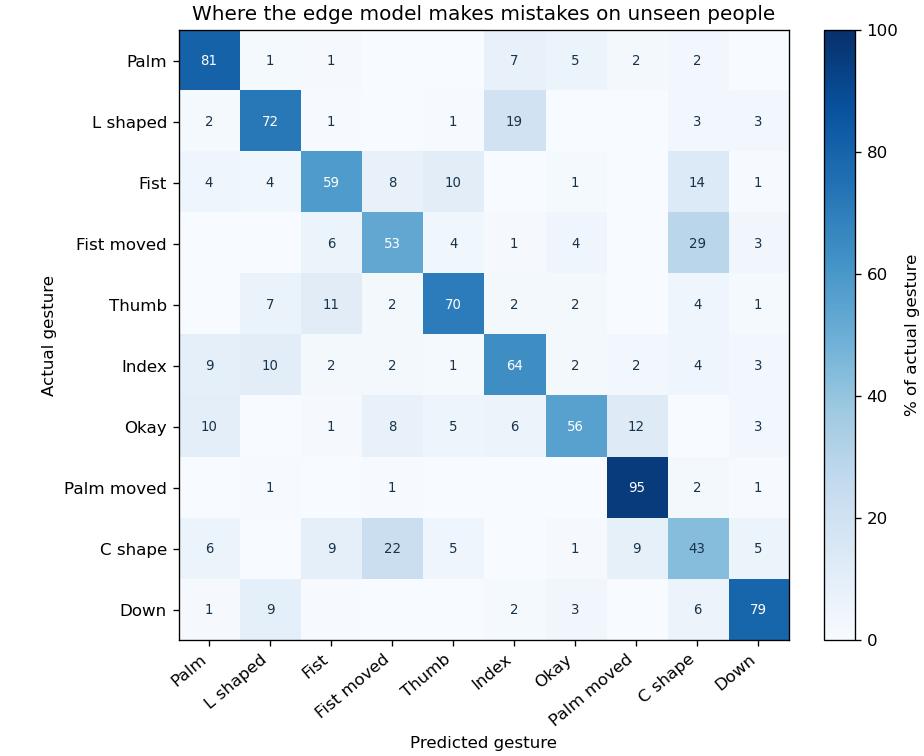 Where the edge model makes mistakes on unseen people
Palm 81 1 1 7 5 2 2
L shaped 2 72 1 1 19 3 3
Fist 4 4 59 8 10 1 14 1
Fist moved 6 53 4 1 4 29 3
Thumb 7 11 2 70 2 2 4 1
Index 9 10 2 2 1 64 2 2 4 3
Okay 10 1 8 5 6 56 12 3
Palm moved 1 1 95 2 1
C shape 6 9 22 5 1 9 43 5
Down 1 9 2 3 6 79
Palm L shaped Fist Fist moved Thumb Index Okay Palm moved C shape Down
Predicted gesture
Actual gesture
100
80
60
40
20
0
% of actual gesture